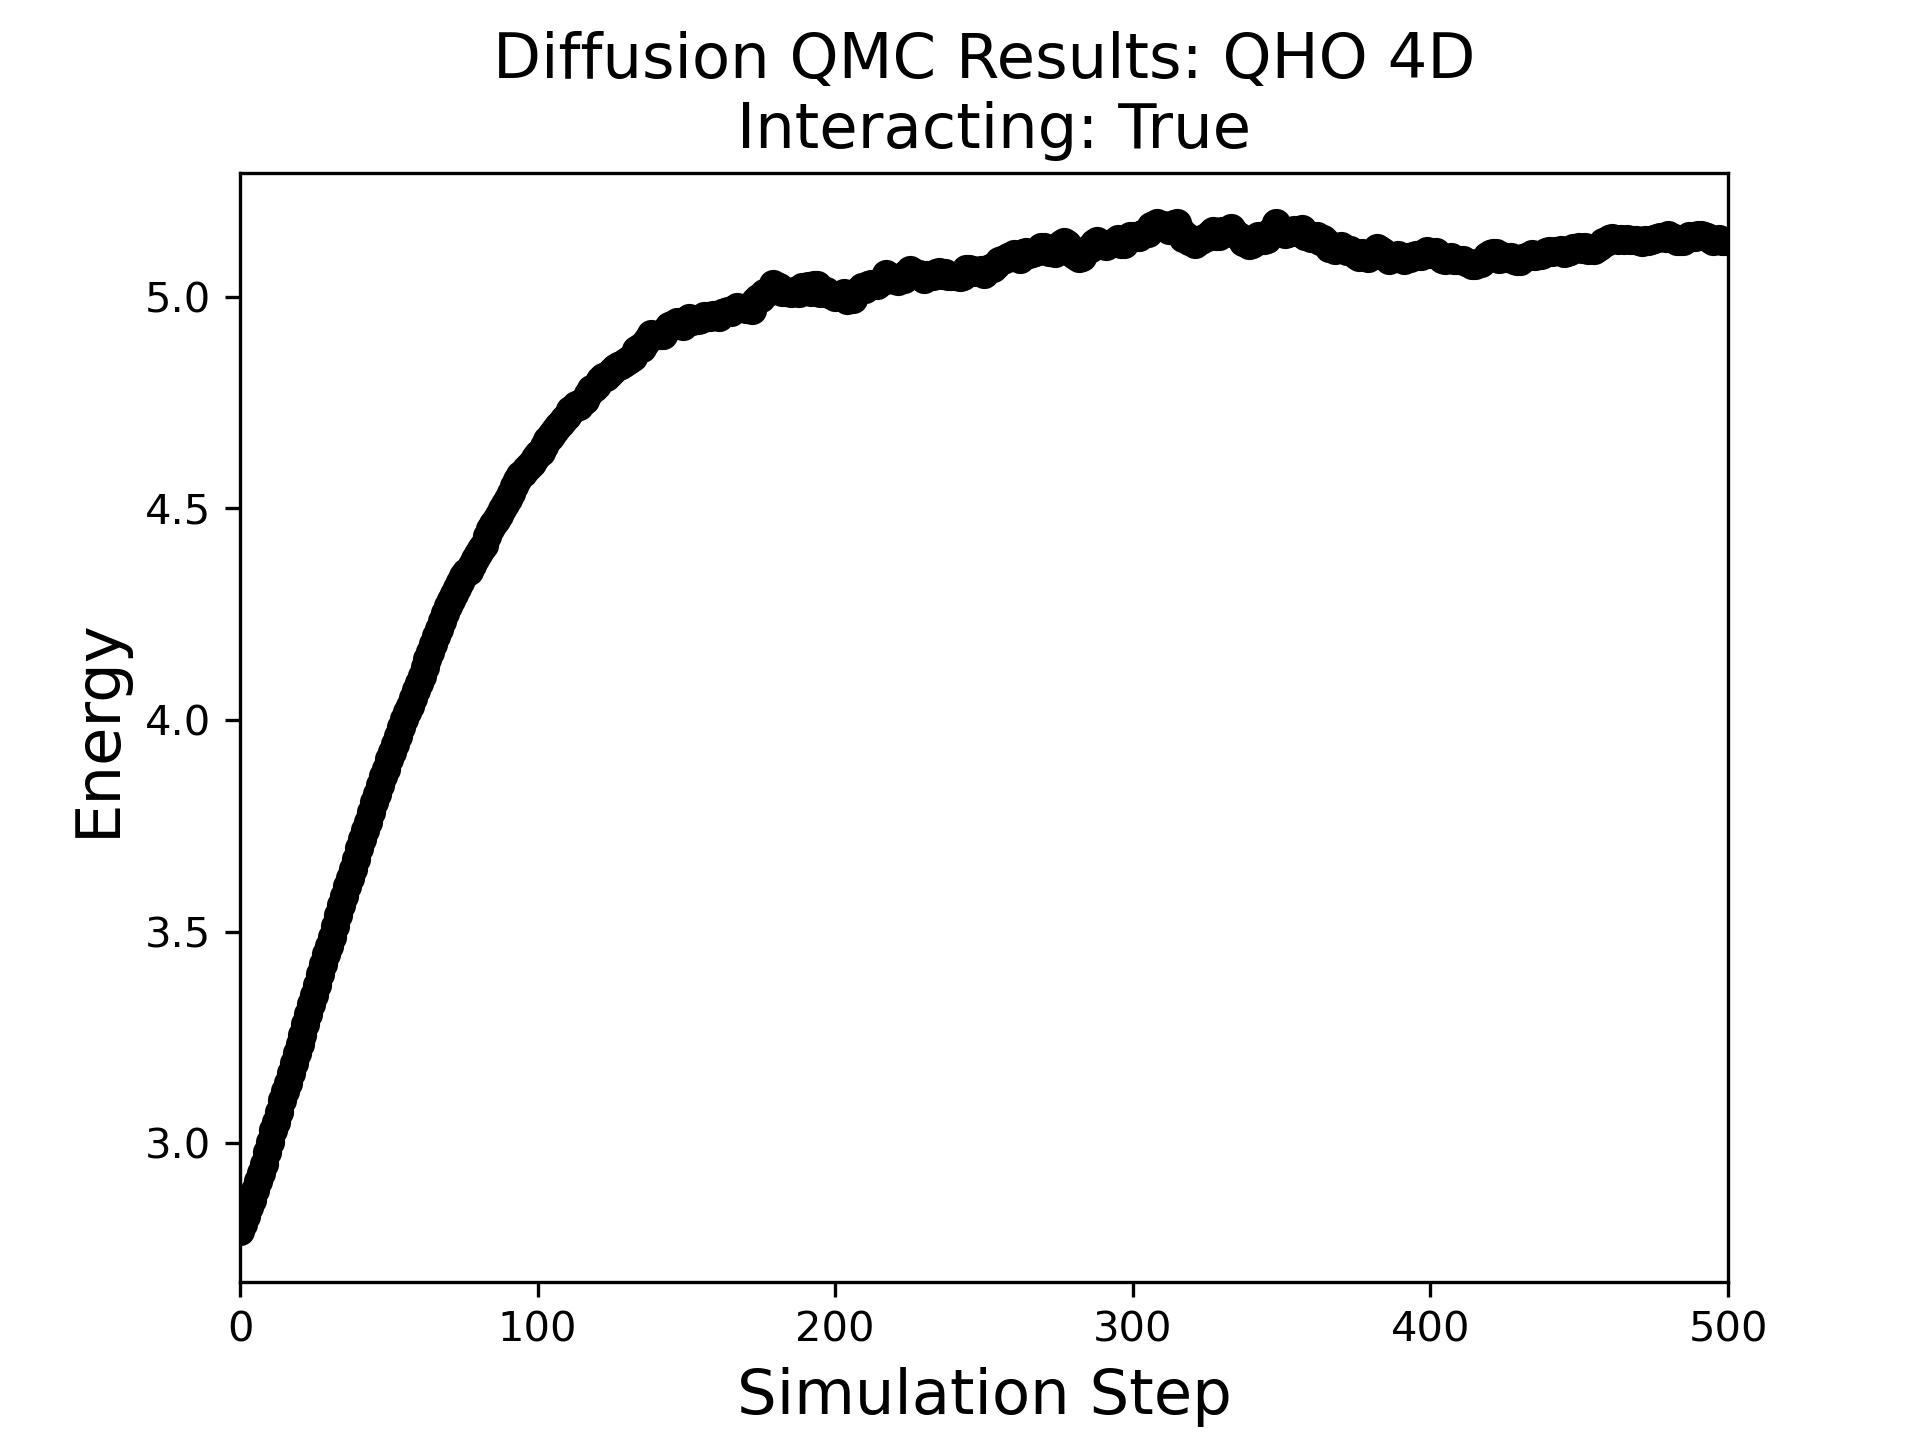 Diffusion QMC Results: QHO 4D
Interacting: True
Energy
5.0
4.5
4.0
3.5
3.0
0 100 200 300 400 500
Simulation Step